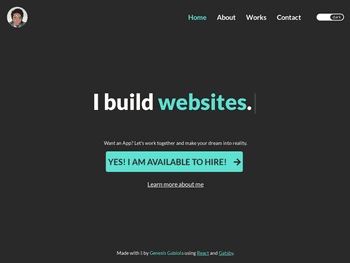 Home About Works Contact
I build websites.
Want an App? Let's work together and make your dream into reality.
YES! I AM AVAILABLE TO HIRE!
Learn more about me
Made with I by Genesis Gabiola using React and Gatsby.